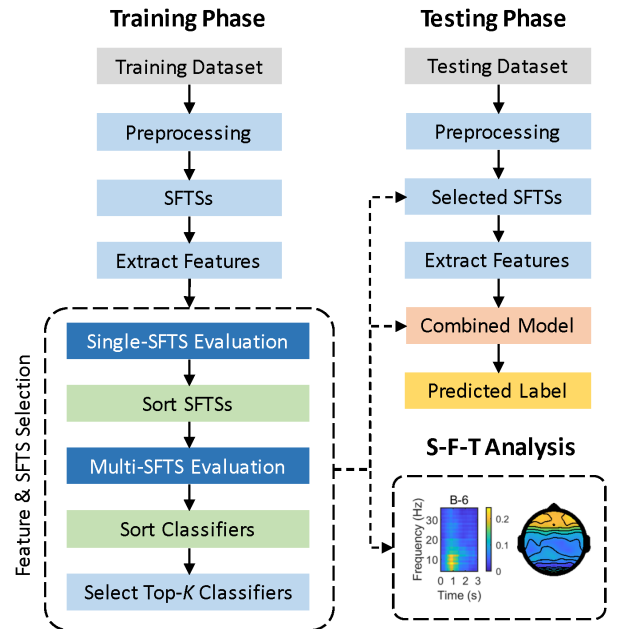 Training Phase
Training Dataset
Preprocessing
SFTSs
Extract Features
Feature & SFTS Selection
Single-SFTS Evaluation
Sort SFTSs
Multi-SFTS Evaluation
Sort Classifiers
Select Top-K Classifiers
Testing Phase
Testing Dataset
Preprocessing
Selected SFTSs
Extract Features
Combined Model
Predicted Label
S-F-T Analysis
B-6
Frequency (Hz)
30
20
10
0 1 2 3
Time (s)
0.2
0.1
0